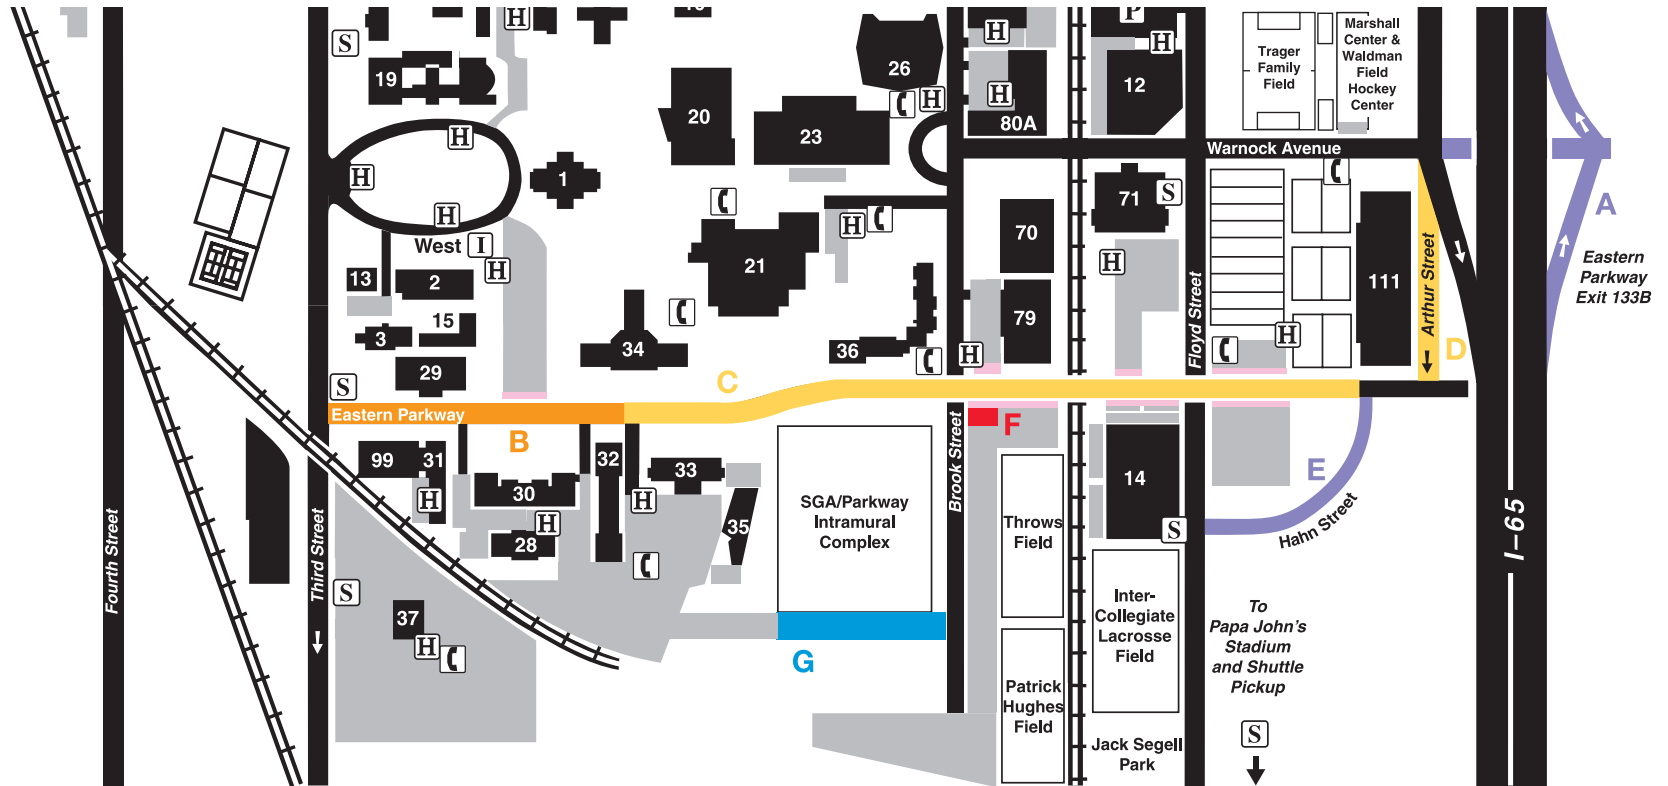 H
S
H
P
H
Marshall
Center &
Waldman
Field
Hockey
Center
Trager
Family
Field
19
26
H
12
20
H
80A
23
H
Warnock Avenue
H
1
71
S
A
H
H
H
West I
70
13
2
H
21
H
111
Arthur Street
Eastern
Parkway
Exit 133B
15
3
34
79
36
H
H
Floyd Street
D
29
S
C
Eastern Parkway
B
F
Brook Street
99
31
32
33
14
E
30
H
H
H
35
28
SGA/Parkway
Intramural
Complex
Throws
Field
S
Hahn Street
I-65
Fourth Street
Third Street
S
37
H
G
Inter-
Collegiate
Lacrosse
Field
To
Papa John's
Stadium
and Shuttle
Pickup
S
Patrick
Hughes
Field
Jack Segell
Park